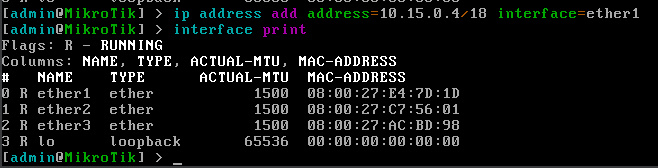 [admin@MikroTik] > ip address add address=10.15.0.4/18 interface=ether1
[admin@MikroTik] > interface print
Flags: R - RUNNING
Columns: NAME, TYPE, ACTUAL-MTU, MAC-ADDRESS
#   NAME    TYPE      ACTUAL-MTU  MAC-ADDRESS
0 R ether1  ether           1500  08:00:27:E4:7D:1D
1 R ether2  ether           1500  08:00:27:C7:56:01
2 R ether3  ether           1500  08:00:27:AC:BD:98
3 R lo      loopback       65536  00:00:00:00:00:00
[admin@MikroTik] > _